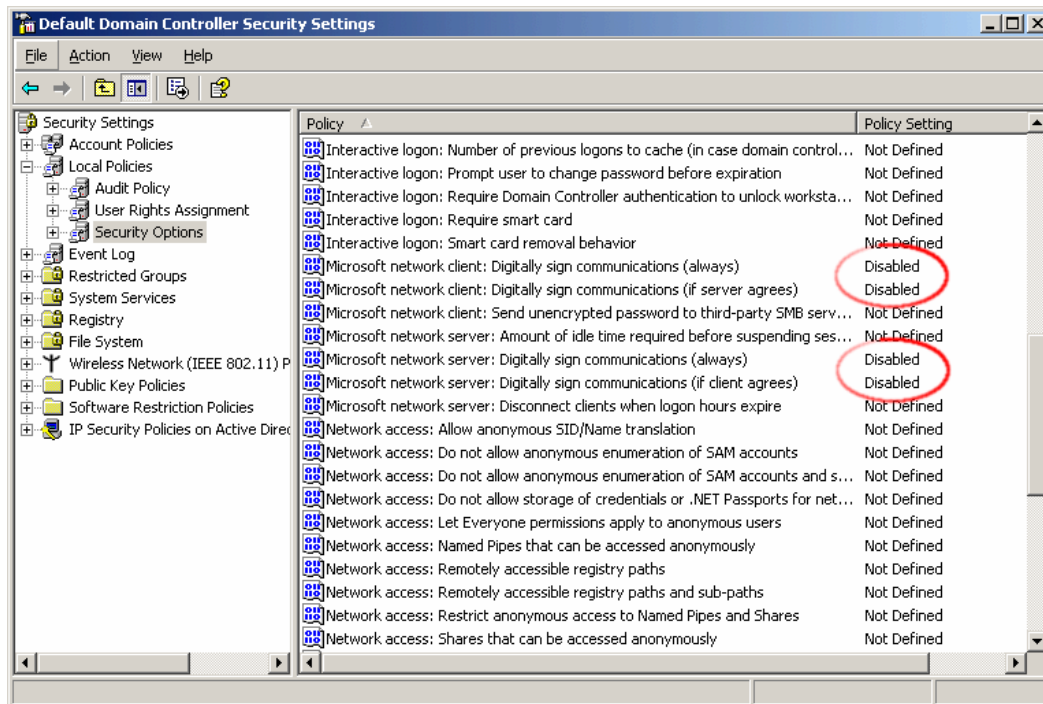 Default Domain Controller Security Settings
File Action View Help
Security Settings
Account Policies
Local Policies
Audit Policy
User Rights Assignment
Security Options
Event Log
Restricted Groups
System Services
Registry
File System
Wireless Network (IEEE 802.11) P
Public Key Policies
Software Restriction Policies
IP Security Policies on Active Direc
Policy Policy Setting
Interactive logon: Number of previous logons to cache (in case domain control... Not Defined
Interactive logon: Prompt user to change password before expiration Not Defined
Interactive logon: Require Domain Controller authentication to unlock worksta... Not Defined
Interactive logon: Require smart card Not Defined
Interactive logon: Smart card removal behavior Not Defined
Microsoft network client: Digitally sign communications (always) Disabled
Microsoft network client: Digitally sign communications (if server agrees) Disabled
Microsoft network client: Send unencrypted password to third-party SMB serv... Not Defined
Microsoft network server: Amount of idle time required before suspending ses... Not Defined
Microsoft network server: Digitally sign communications (always) Disabled
Microsoft network server: Digitally sign communications (if client agrees) Disabled
Microsoft network server: Disconnect clients when logon hours expire Not Defined
Network access: Allow anonymous SID/Name translation Not Defined
Network access: Do not allow anonymous enumeration of SAM accounts Not Defined
Network access: Do not allow anonymous enumeration of SAM accounts and s... Not Defined
Network access: Do not allow storage of credentials or .NET Passports for net... Not Defined
Network access: Let Everyone permissions apply to anonymous users Not Defined
Network access: Named Pipes that can be accessed anonymously Not Defined
Network access: Remotely accessible registry paths Not Defined
Network access: Remotely accessible registry paths and sub-paths Not Defined
Network access: Restrict anonymous access to Named Pipes and Shares Not Defined
Network access: Shares that can be accessed anonymously Not Defined